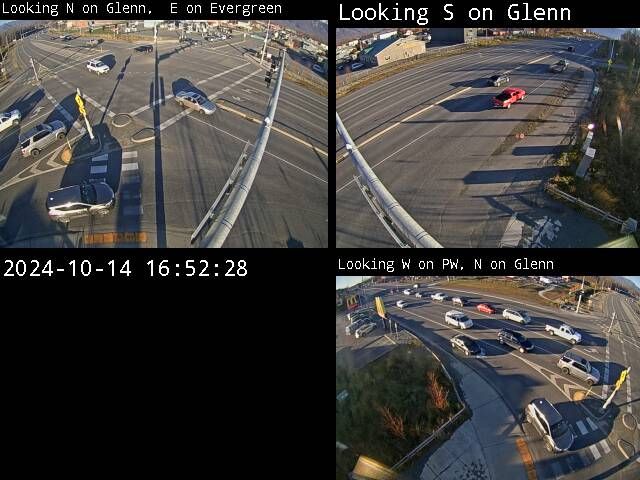 Looking N on Glenn,  E on Evergreen
Looking S on Glenn
2024-10-14 16:52:28
Looking W on PW, N on Glenn